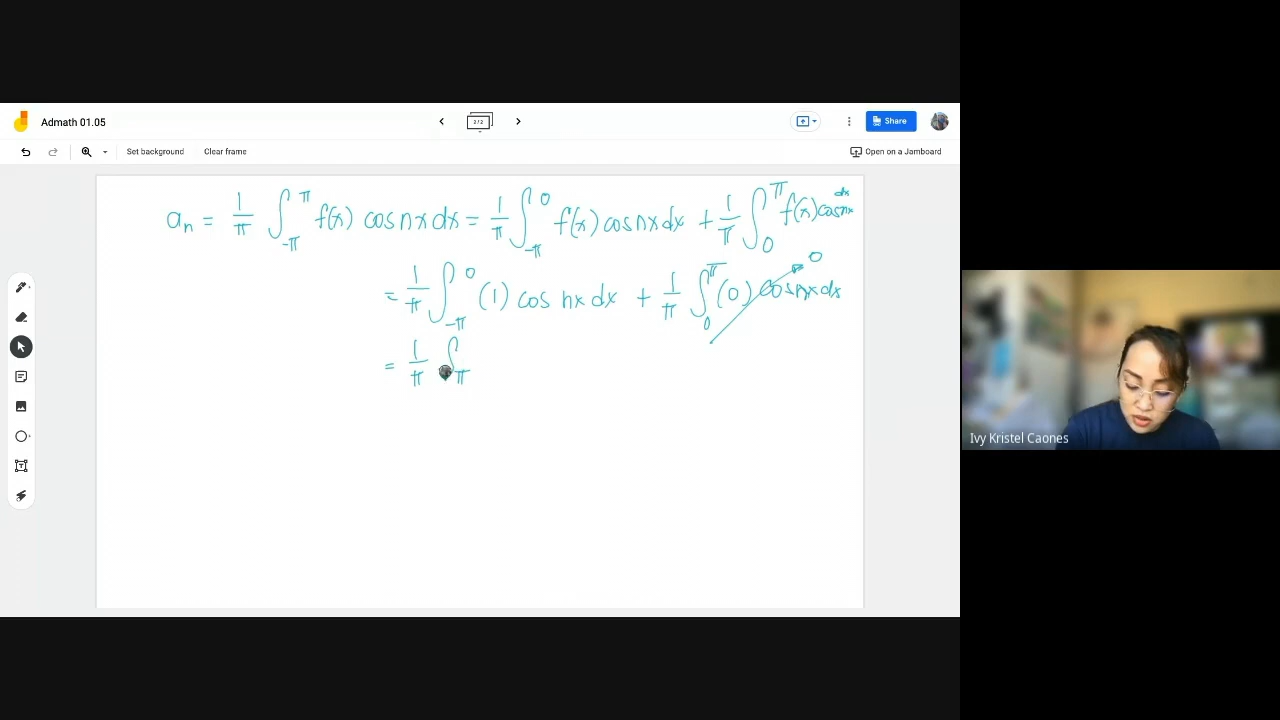 Admath 01.05
2/2
Share
Set background
Clear frame
Open on a Jamboard
aₙ = 1/π ∫_{-π}^{π} f(x) cos nx dx = 1/π ∫_{-π}^{0} f(x) cos nx dx + 1/π ∫_{0}^{π} f(x) cos nx dx
= 1/π ∫_{-π}^{0} (1) cos nx dx + 1/π ∫_{0}^{π} (0) cos nx dx 0
= 1/π ∫_{π}
Ivy Kristel Caones